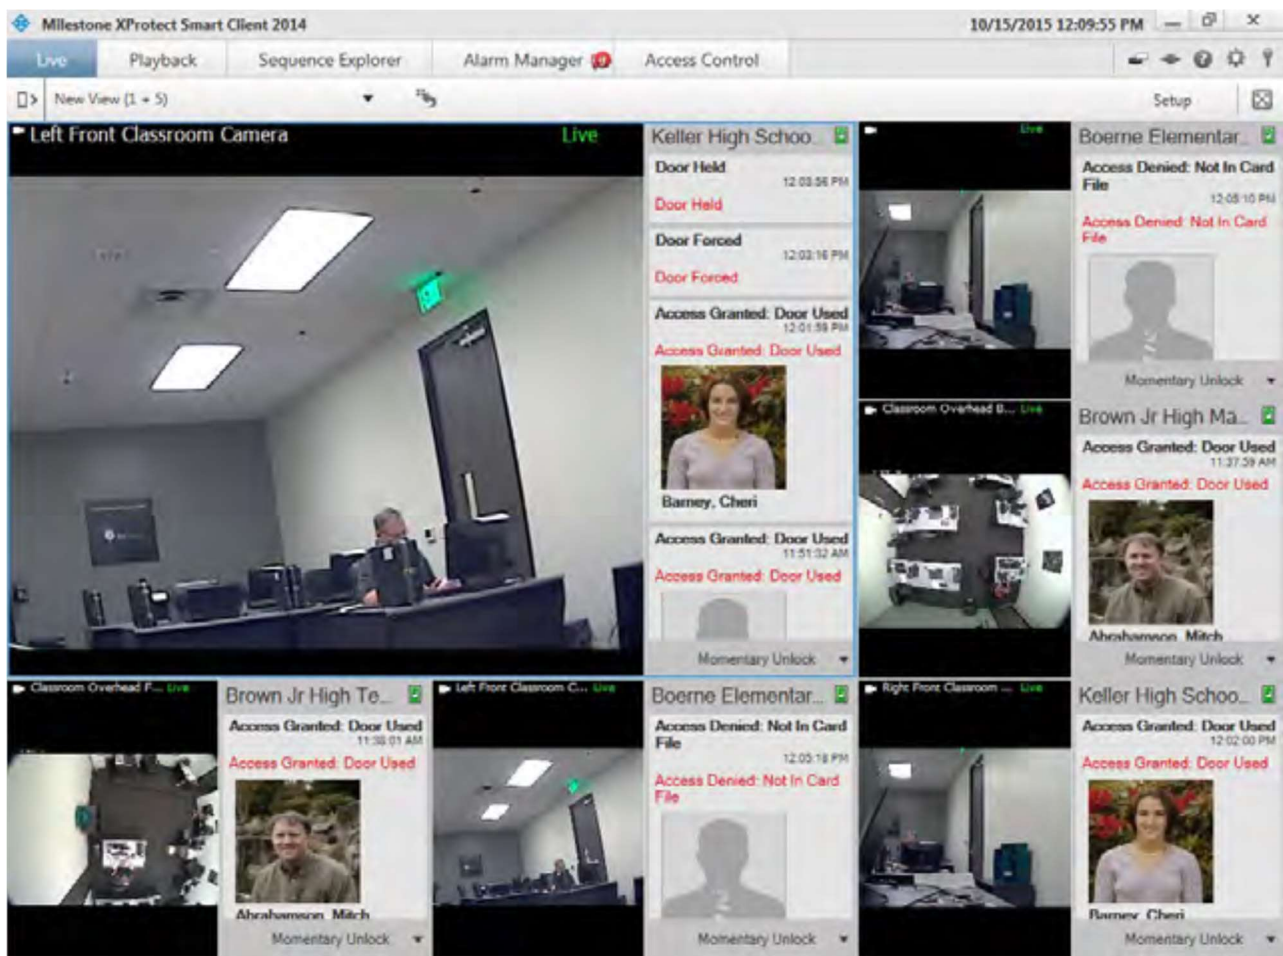 Milestone XProtect Smart Client 2014
10/15/2015 12:09:55 PM
Live
Playback
Sequence Explorer
Alarm Manager
Access Control
New View (1 + 5)
Setup
Left Front Classroom Camera
Live
Keller High Schoo...
Door Held
12:03:56 PM
Door Held
Door Forced
12:03:16 PM
Door Forced
Access Granted: Door Used
12:01:59 PM
Access Granted: Door Used
Barney, Cheri
Access Granted: Door Used
11:51:32 AM
Access Granted: Door Used
Momentary Unlock
Live
Boerne Elementar...
Access Denied: Not In Card
File
12:05:10 PM
Access Denied: Not In Card
File
Momentary Unlock
Classroom Overhead B... Live
Brown Jr High Ma...
Access Granted: Door Used
11:37:39 AM
Access Granted: Door Used
Abrahamson, Mitch
Momentary Unlock
Classroom Overhead F... Live
Brown Jr High Te...
Access Granted: Door Used
11:38:01 AM
Access Granted: Door Used
Abrahamson, Mitch
Momentary Unlock
Left Front Classroom C... Live
Boerne Elementar...
Access Denied: Not In Card
File
12:05:18 PM
Access Denied: Not In Card
File
Momentary Unlock
Right Front Classroom ... Live
Keller High Schoo...
Access Granted: Door Used
12:02:00 PM
Access Granted: Door Used
Barney, Cheri
Momentary Unlock